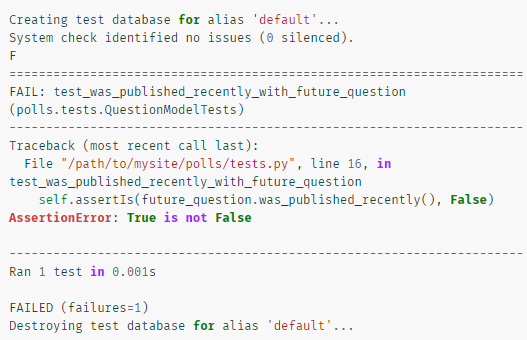 Creating test database for alias 'default'...
System check identified no issues (0 silenced).
F
======================================================================
FAIL: test_was_published_recently_with_future_question
(polls.tests.QuestionModelTests)
----------------------------------------------------------------------
Traceback (most recent call last):
  File "/path/to/mysite/polls/tests.py", line 16, in
test_was_published_recently_with_future_question
    self.assertIs(future_question.was_published_recently(), False)
AssertionError: True is not False

----------------------------------------------------------------------
Ran 1 test in 0.001s

FAILED (failures=1)
Destroying test database for alias 'default'...